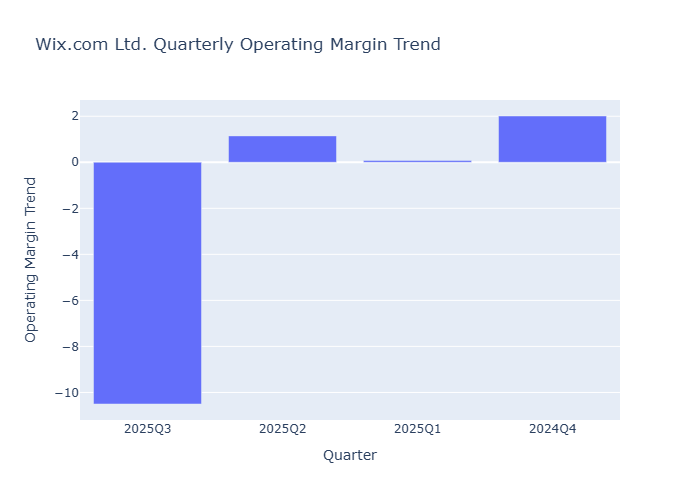 Wix.com Ltd. Quarterly Operating Margin Trend
Operating Margin Trend
2
0
−2
−4
−6
−8
−10
2025Q3 2025Q2 2025Q1 2024Q4
Quarter